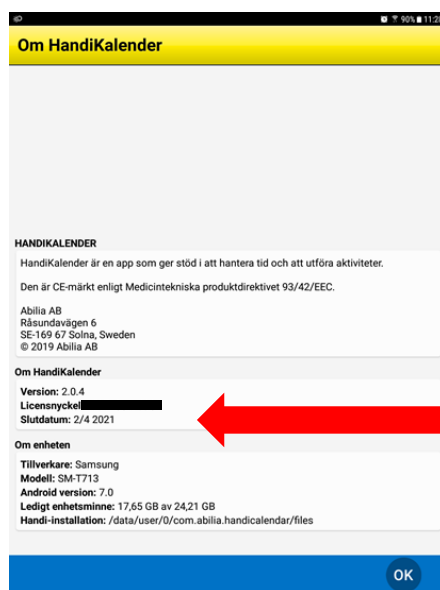 90% 11:28
Om HandiKalender
HANDIKALENDER
HandiKalender är en app som ger stöd i att hantera tid och att utföra aktiviteter.
Den är CE-märkt enligt Medicintekniska produktdirektivet 93/42/EEC.
Abilia AB
Råsundavägen 6
SE-169 67 Solna, Sweden
© 2019 Abilia AB
Om HandiKalender
Version: 2.0.4
Licensnyckel
Slutdatum: 2/4 2021
Om enheten
Tillverkare: Samsung
Modell: SM-T713
Android version: 7.0
Ledigt enhetsminne: 17,65 GB av 24,21 GB
Handi-installation: /data/user/0/com.abilia.handicalendar/files
OK